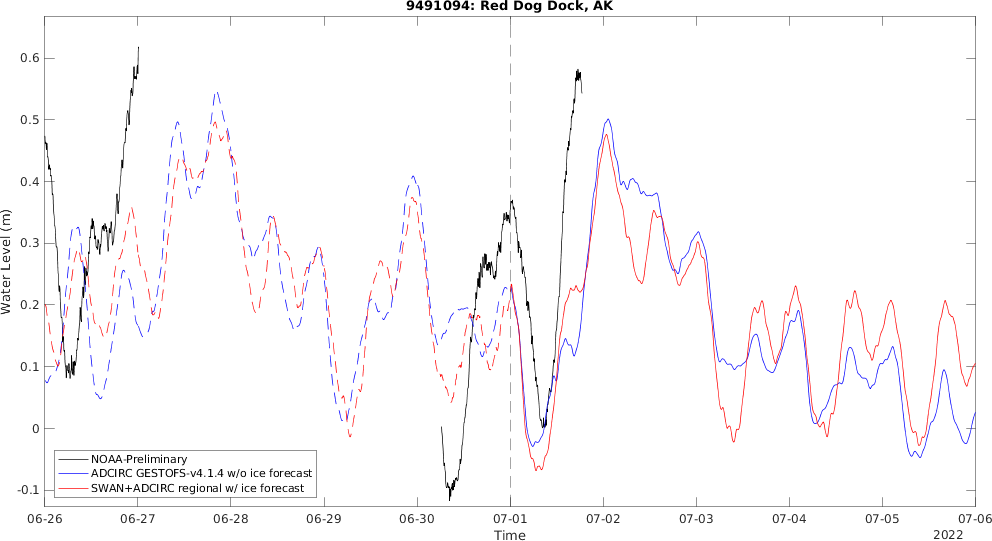 9491094: Red Dog Dock, AK
Water Level (m)
0.6
0.5
0.4
0.3
0.2
0.1
0
-0.1
NOAA-Preliminary
ADCIRC GESTOFS-v4.1.4 w/o ice forecast
SWAN+ADCIRC regional w/ ice forecast
06-26 06-27 06-28 06-29 06-30 07-01 07-02 07-03 07-04 07-05 07-06
Time
2022